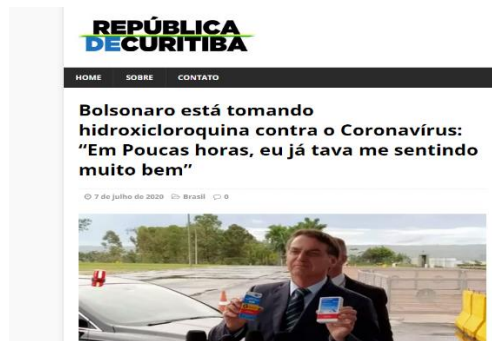 REPÚBLICA
DECURITIBA
HOME SOBRE CONTATO
Bolsonaro está tomando
hidroxicloroquina contra o Coronavírus:
“Em Poucas horas, eu já tava me sentindo
muito bem”
7 de julho de 2020 Brasil 0